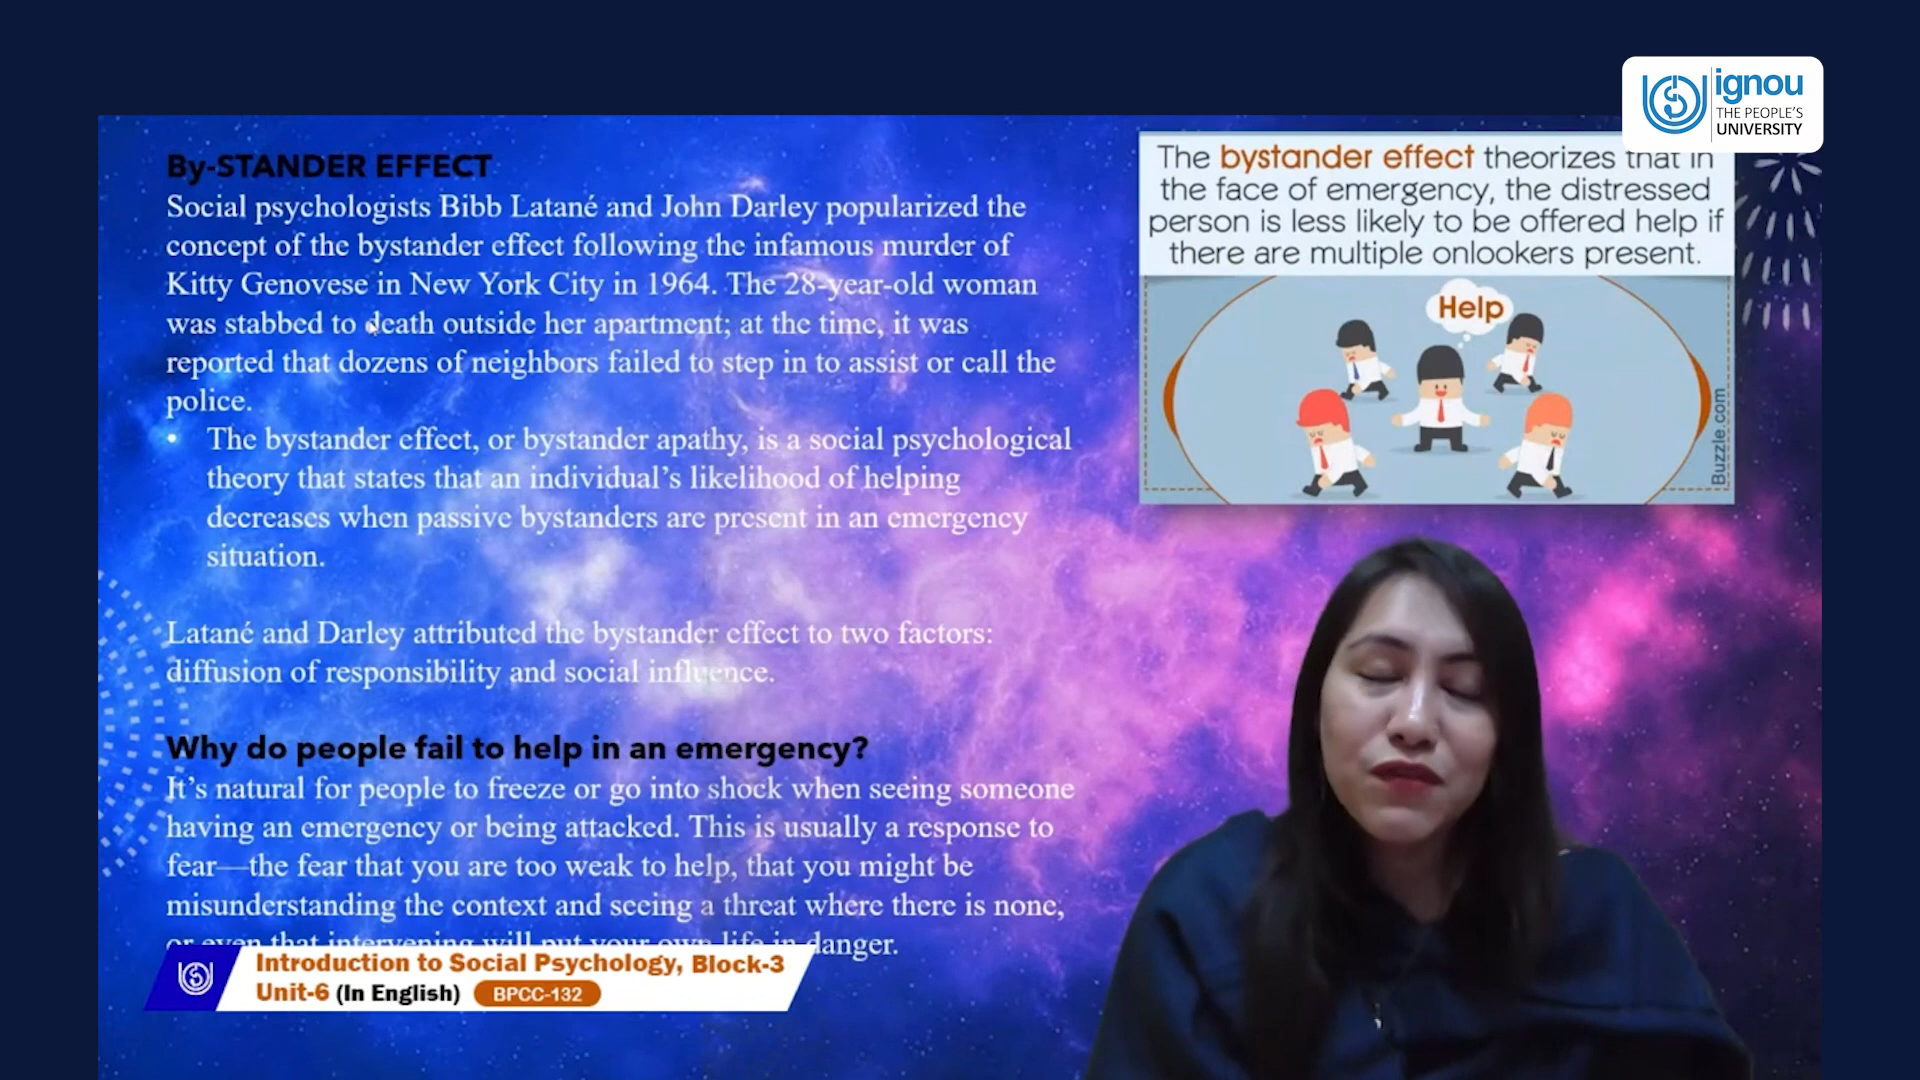 ignou
THE PEOPLE'S
UNIVERSITY
By-STANDER EFFECT
Social psychologists Bibb Latané and John Darley popularized the
concept of the bystander effect following the infamous murder of
Kitty Genovese in New York City in 1964. The 28-year-old woman
was stabbed to death outside her apartment; at the time, it was
reported that dozens of neighbors failed to step in to assist or call the
police.
• The bystander effect, or bystander apathy, is a social psychological
theory that states that an individual's likelihood of helping
decreases when passive bystanders are present in an emergency
situation.
Latané and Darley attributed the bystander effect to two factors:
diffusion of responsibility and social influence.
Why do people fail to help in an emergency?
It's natural for people to freeze or go into shock when seeing someone
having an emergency or being attacked. This is usually a response to
fear—the fear that you are too weak to help, that you might be
misunderstanding the context and seeing a threat where there is none,
or even that intervening will put your own life in danger.
The bystander effect theorizes that in
the face of emergency, the distressed
person is less likely to be offered help if
there are multiple onlookers present.
Help
Buzzle.com
Introduction to Social Psychology, Block-3
Unit-6 (In English) BPCC-132